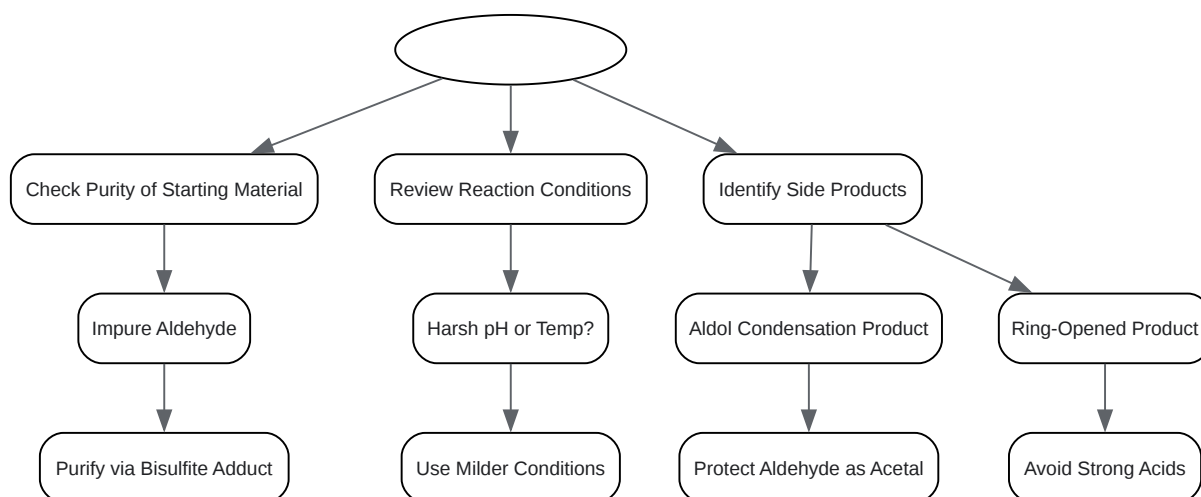 Check Purity of Starting Material
Review Reaction Conditions
Identify Side Products
Impure Aldehyde
Harsh pH or Temp?
Aldol Condensation Product
Ring-Opened Product
Purify via Bisulfite Adduct
Use Milder Conditions
Protect Aldehyde as Acetal
Avoid Strong Acids